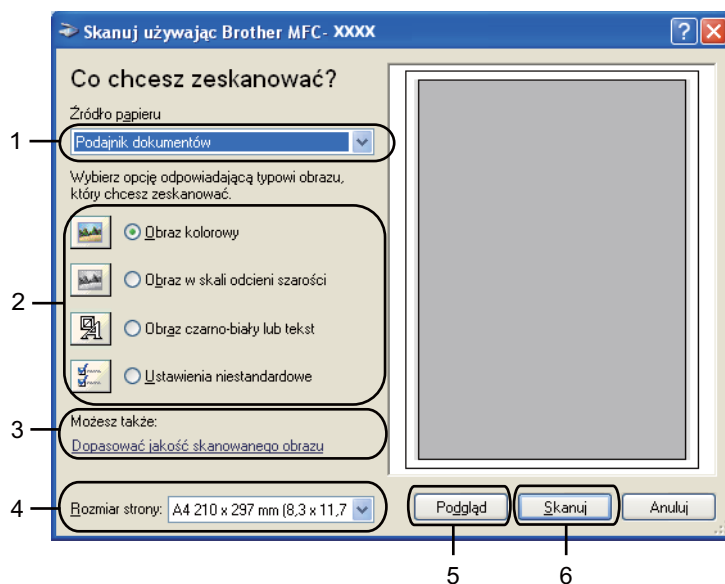 Skanuj używając Brother MFC- XXXX
Co chcesz zeskanować?
Źródło papieru
1
Podajnik dokumentów
Wybierz opcję odpowiadającą typowi obrazu,
który chcesz zeskanować.
2
Obraz kolorowy
Obraz w skali odcieni szarości
Obraz czarno-biały lub tekst
Ustawienia niestandardowe
3
Możesz także:
Dopasować jakość skanowanego obrazu
4
Rozmiar strony: A4 210 x 297 mm (8,3 x 11,7
Podgląd
Skanuj
Anuluj
5
6